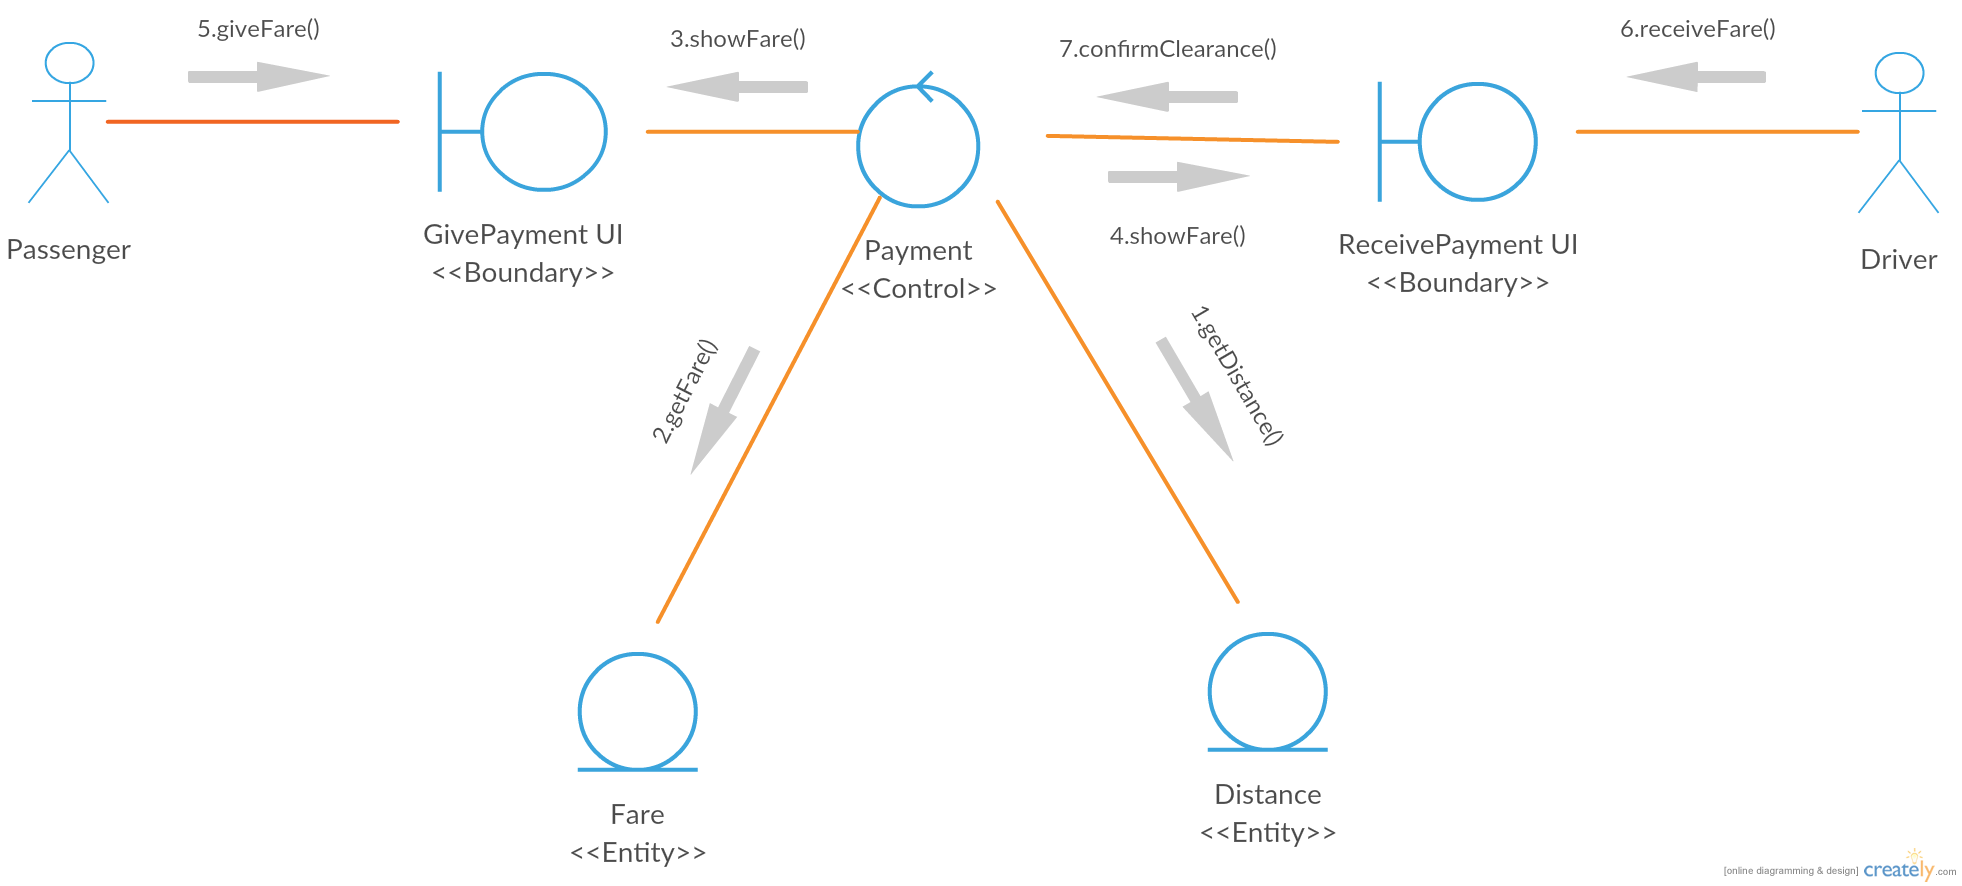 5.giveFare()
3.showFare()
7.confirmClearance()
6.receiveFare()
Passenger
GivePayment UI
<<Boundary>>
Payment
<<Control>>
4.showFare()
ReceivePayment UI
<<Boundary>>
Driver
2.getFare()
1.getDistance()
Fare
<<Entity>>
Distance
<<Entity>>
[online diagramming & design] creately.com